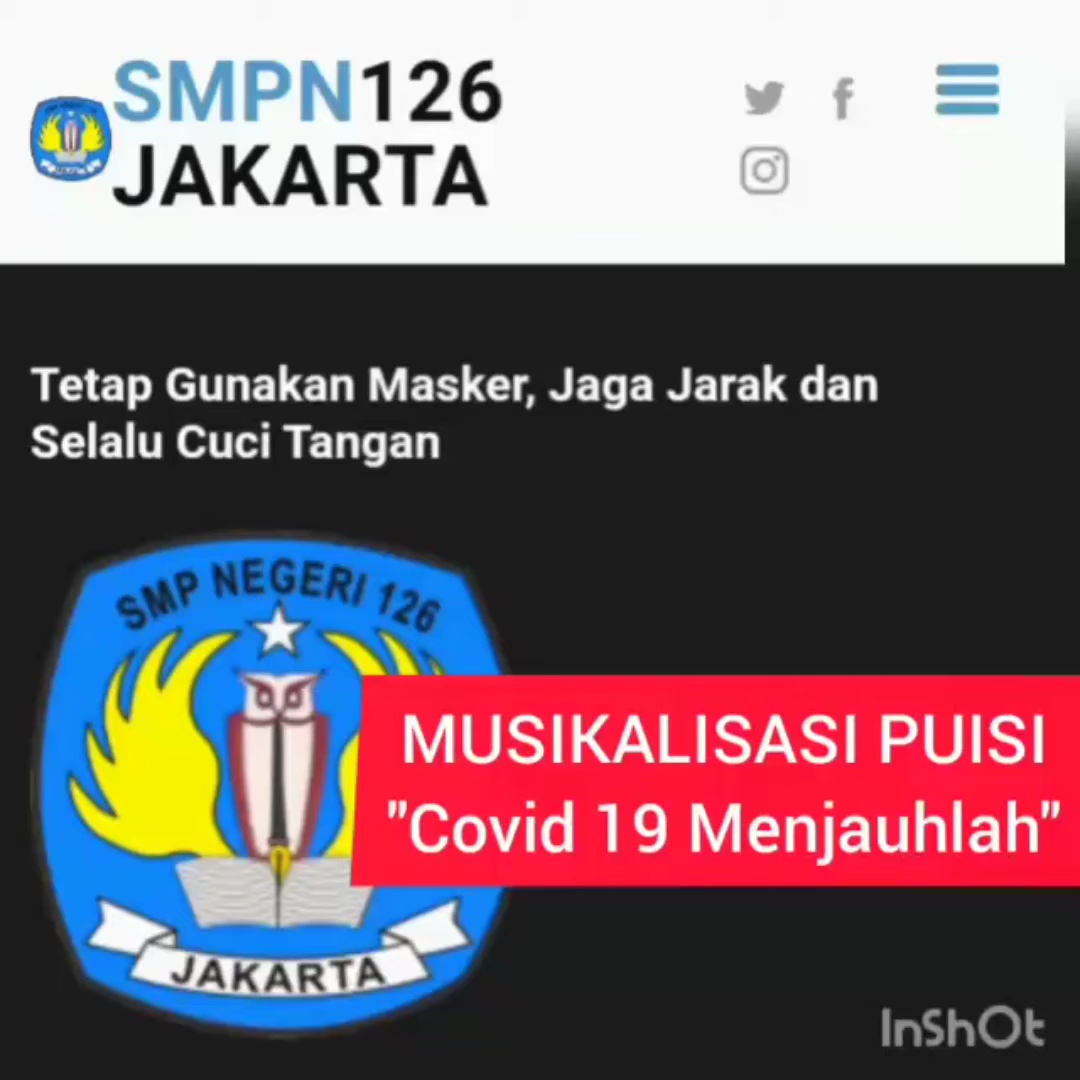 SMPN126
JAKARTA
Tetap Gunakan Masker, Jaga Jarak dan
Selalu Cuci Tangan
SMP NEGERI 126
JAKARTA
MUSIKALISASI PUISI
"Covid 19 Menjauhlah"
InShOt